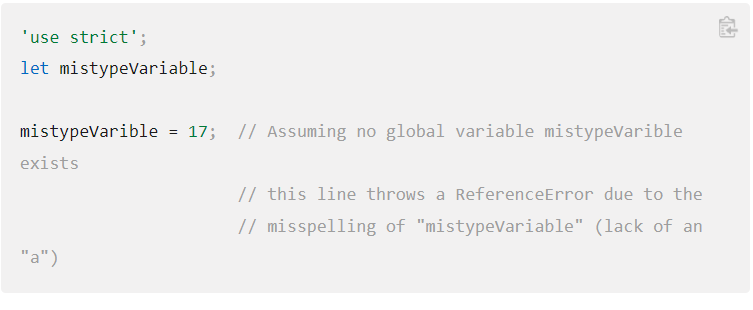 'use strict';
let mistypeVariable;
mistypeVarible = 17;  // Assuming no global variable mistypeVarible
exists
// this line throws a ReferenceError due to the
// misspelling of "mistypeVariable" (lack of an
"a")